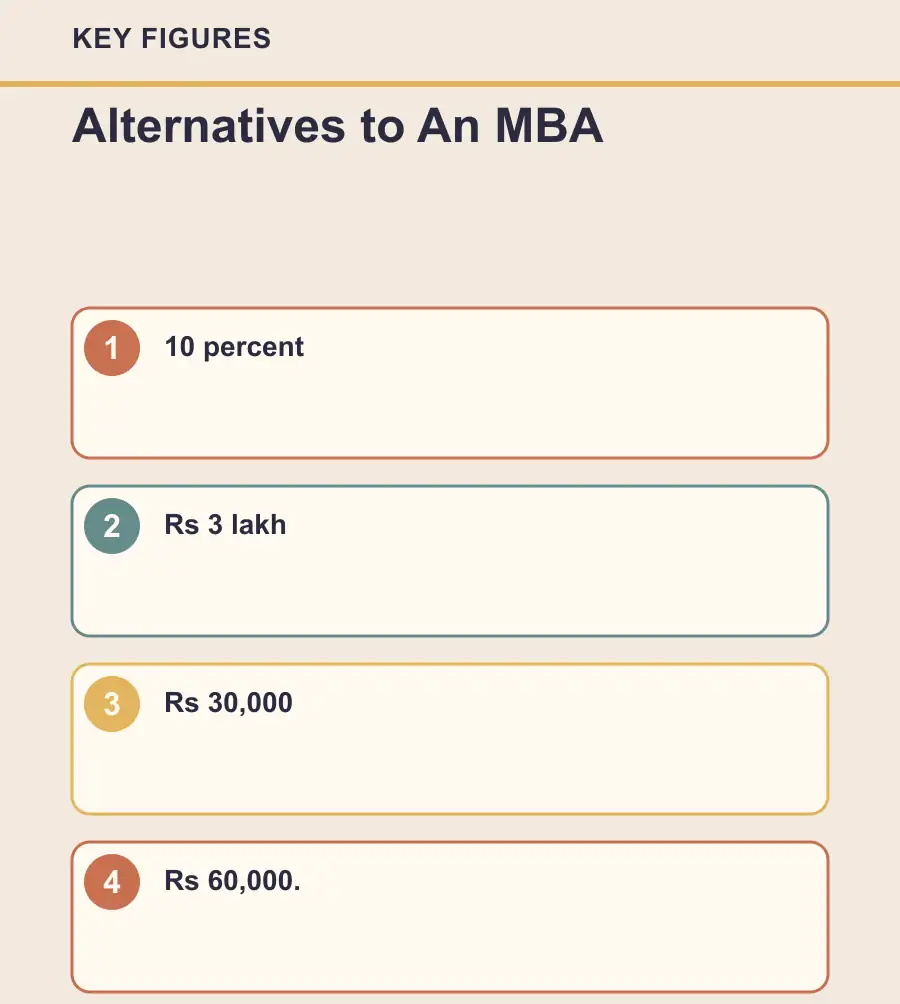 KEY FIGURES
Alternatives to An MBA
1 10 percent
2 Rs 3 lakh
3 Rs 30,000
4 Rs 60,000.